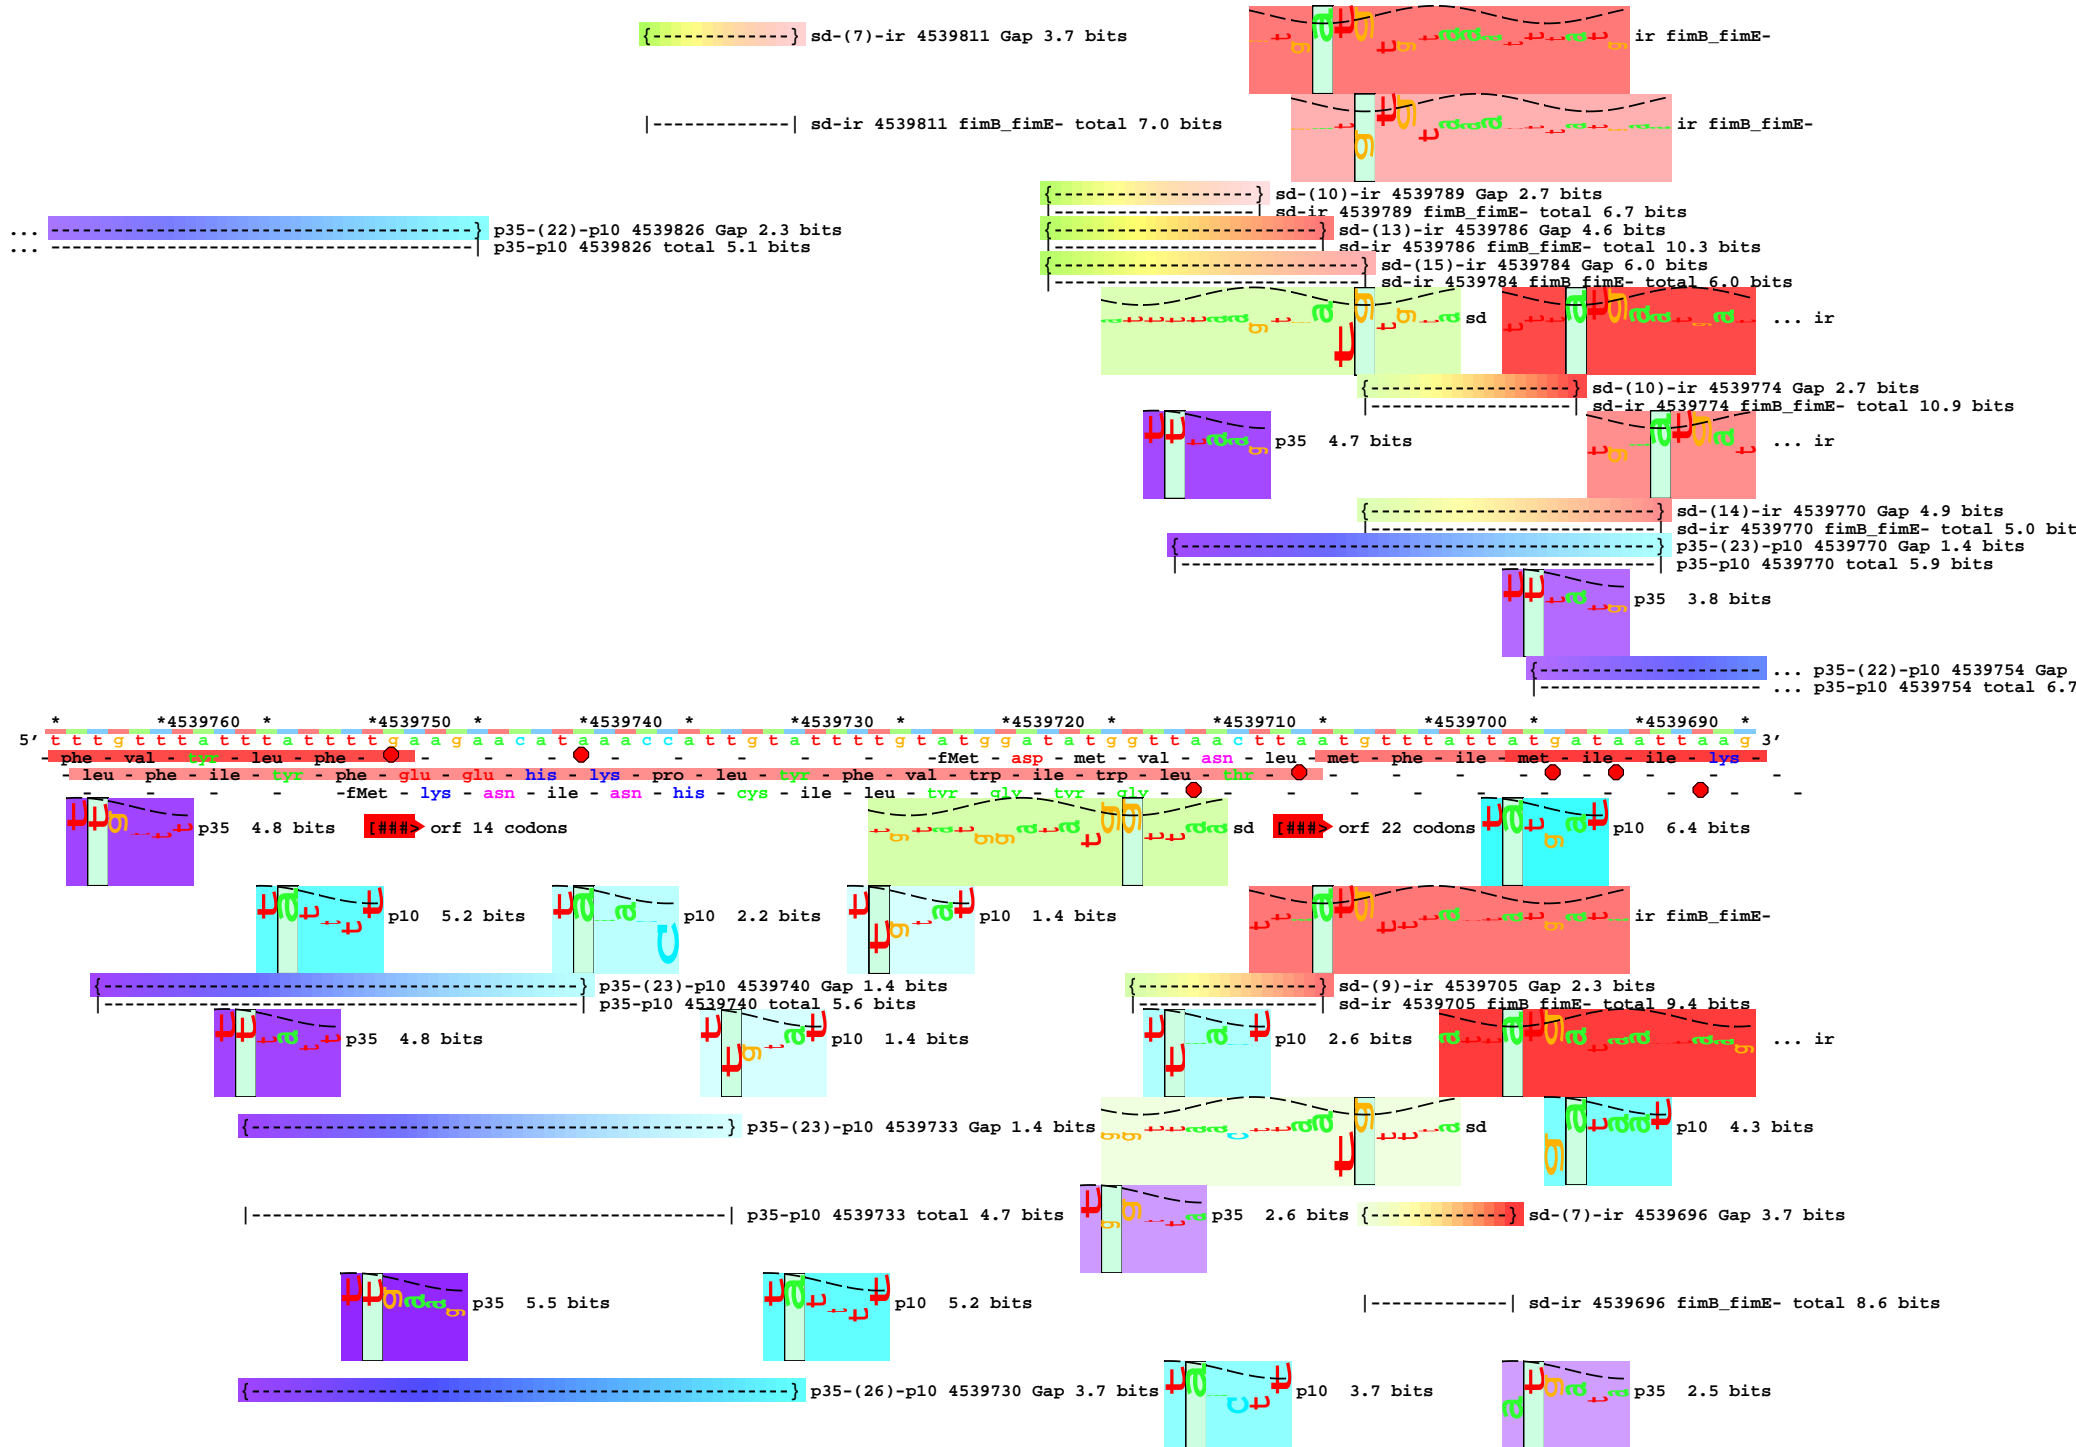 {------------} sd-(7)-ir 4539811 Gap 3.7 bits
ir fimB_fimE-
|------------| sd-ir 4539811 fimB_fimE- total 7.0 bits
ir fimB_fimE-
{-----------------} sd-(10)-ir 4539789 Gap 2.7 bits
sd-ir 4539789 fimB_fimE- total 6.7 bits
... p35-(22)-p10 4539826 Gap 2.3 bits
sd-(13)-ir 4539786 Gap 4.6 bits
... p35-p10 4539826 total 5.1 bits
sd-ir 4539786 fimB_fimE- total 10.3 bits
sd-(15)-ir 4539784 Gap 6.0 bits
sd-ir 4539784 fimB_fimE- total 6.0 bits
sd
... ir
sd-(10)-ir 4539774 Gap 2.7 bits
sd-ir 4539774 fimB_fimE- total 10.9 bits
p35 4.7 bits
... ir
sd-(14)-ir 4539770 Gap 4.9 bits
sd-ir 4539770 fimB_fimE- total 5.0 bit
p35-(23)-p10 4539770 Gap 1.4 bits
p35-p10 4539770 total 5.9 bits
p35 3.8 bits
... p35-(22)-p10 4539754 Gap
... p35-p10 4539754 total 6.7
* *4539760 * *4539750 * *4539740 * *4539730 * *4539720 * *4539710 * *4539700 * *4539690 *
5' t t t g t t t a t t t a t t t t g a a g a a c a t a a a c c a t t g t a t t t t g t a t g g a t a t g g t t a a c t t a a t g t t t a t t a t g a t a a t t a a g 3'
- phe - val - tyr - leu - phe - - - - - - - - - -fMet - asp - met - val - asn - leu - met - phe - ile - met - ile - ile - lys -
- leu - phe - ile - tyr - phe - glu - glu - his - lys - pro - leu - tyr - phe - val - trp - ile - trp - leu - thr - - - - - - - -
- - - - -fMet - lys - asn - ile - asn - his - cys - ile - leu - tyr - gly - tyr - gly - - - - - - - - - -
p35 4.8 bits
[###> orf 14 codons
sd
[###> orf 22 codons
p10 6.4 bits
p10 5.2 bits
p10 2.2 bits
p10 1.4 bits
ir fimB_fimE-
p35-(23)-p10 4539740 Gap 1.4 bits
sd-(9)-ir 4539705 Gap 2.3 bits
p35-p10 4539740 total 5.6 bits
sd-ir 4539705 fimB_fimE- total 9.4 bits
p35 4.8 bits
p10 1.4 bits
p10 2.6 bits
... ir
p35-(23)-p10 4539733 Gap 1.4 bits
sd
p10 4.3 bits
p35-p10 4539733 total 4.7 bits
p35 2.6 bits
sd-(7)-ir 4539696 Gap 3.7 bits
p35 5.5 bits
p10 5.2 bits
sd-ir 4539696 fimB_fimE- total 8.6 bits
p35-(26)-p10 4539730 Gap 3.7 bits
p10 3.7 bits
p35 2.5 bits